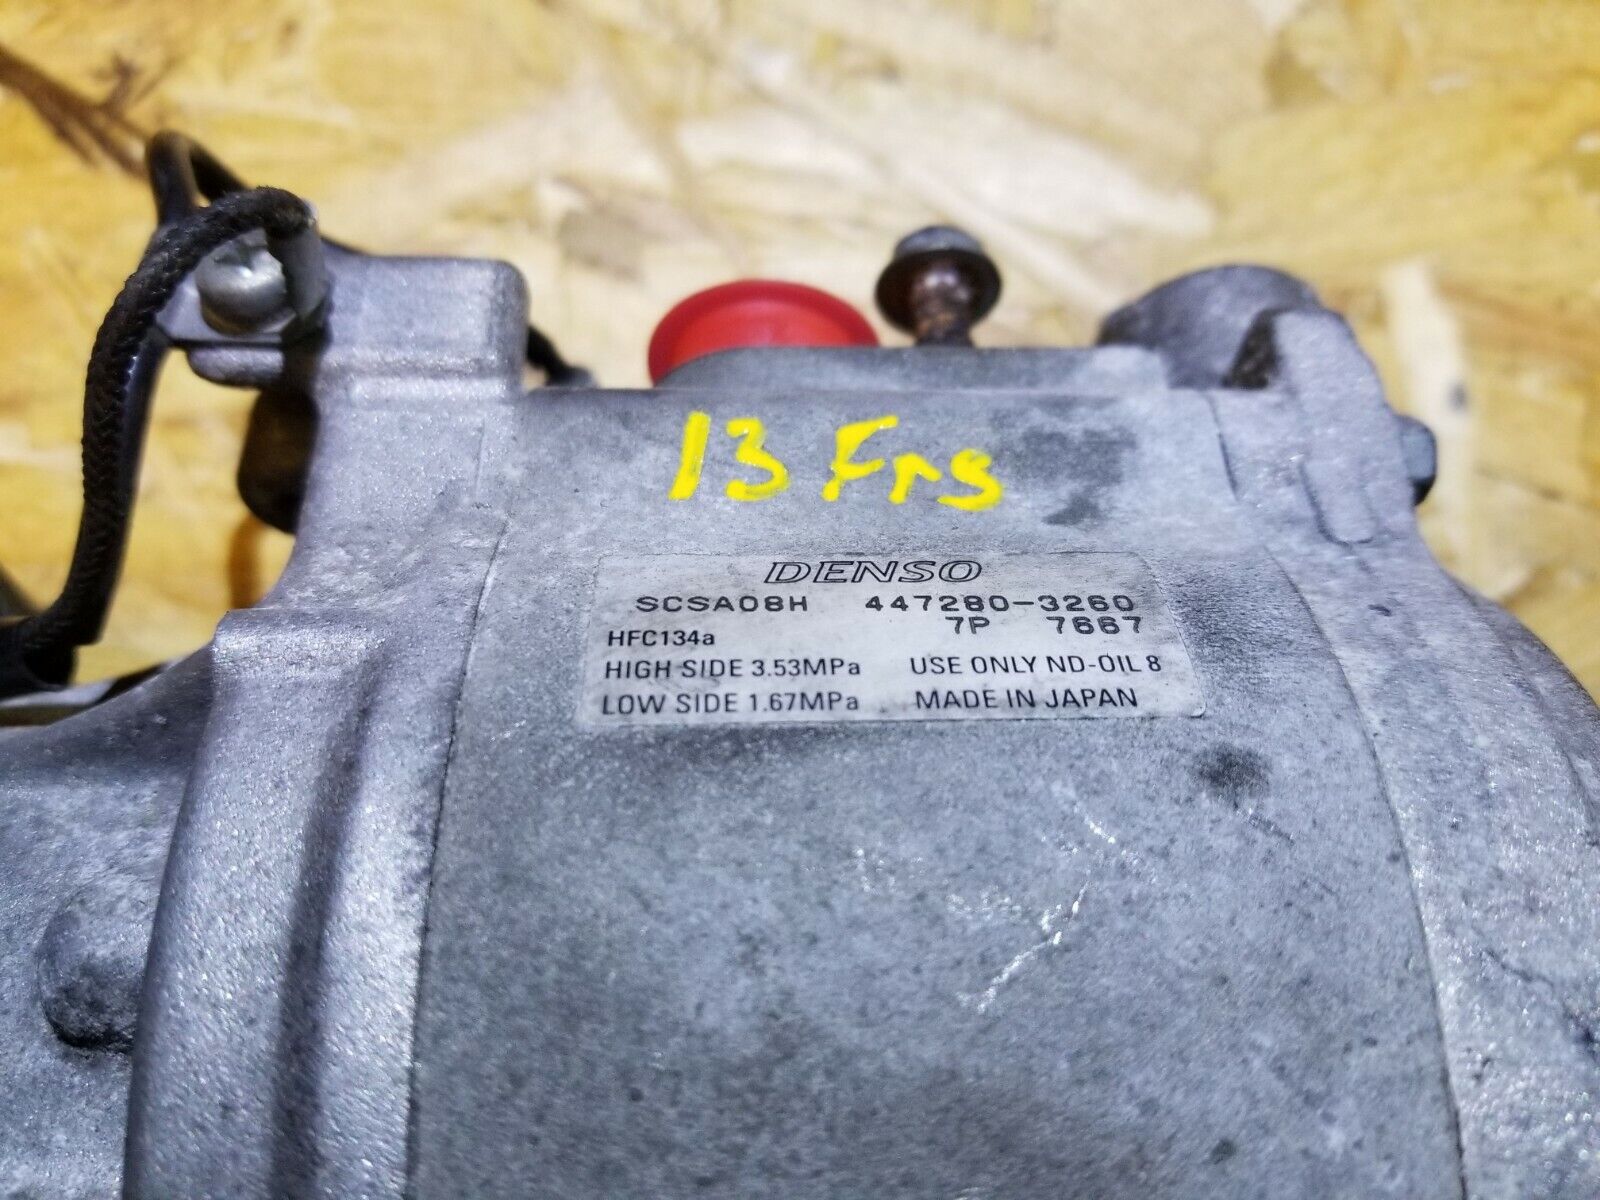 13 Frs
DENSO
SCSA08H 447280-3260
7P 7667
HFC134a
HIGH SIDE 3.53MPa USE ONLY ND-OIL 8
LOW SIDE 1.67MPa MADE IN JAPAN